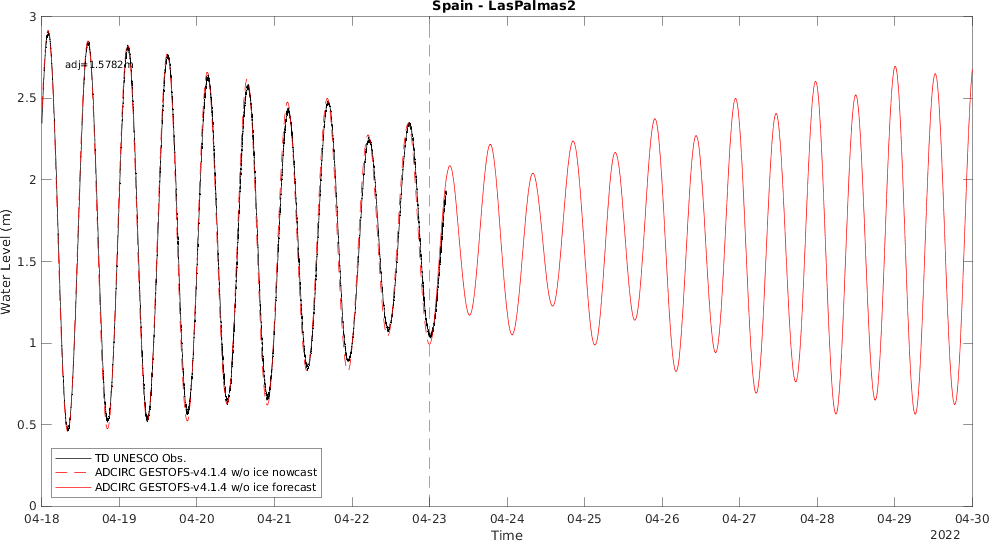 Spain - LasPalmas2
3
2.5
2
1.5
1
0.5
0
Water Level (m)
adj=1.5782m
TD UNESCO Obs.
ADCIRC GESTOFS-v4.1.4 w/o ice nowcast
ADCIRC GESTOFS-v4.1.4 w/o ice forecast
04-18 04-19 04-20 04-21 04-22 04-23 04-24 04-25 04-26 04-27 04-28 04-29 04-30
Time
2022